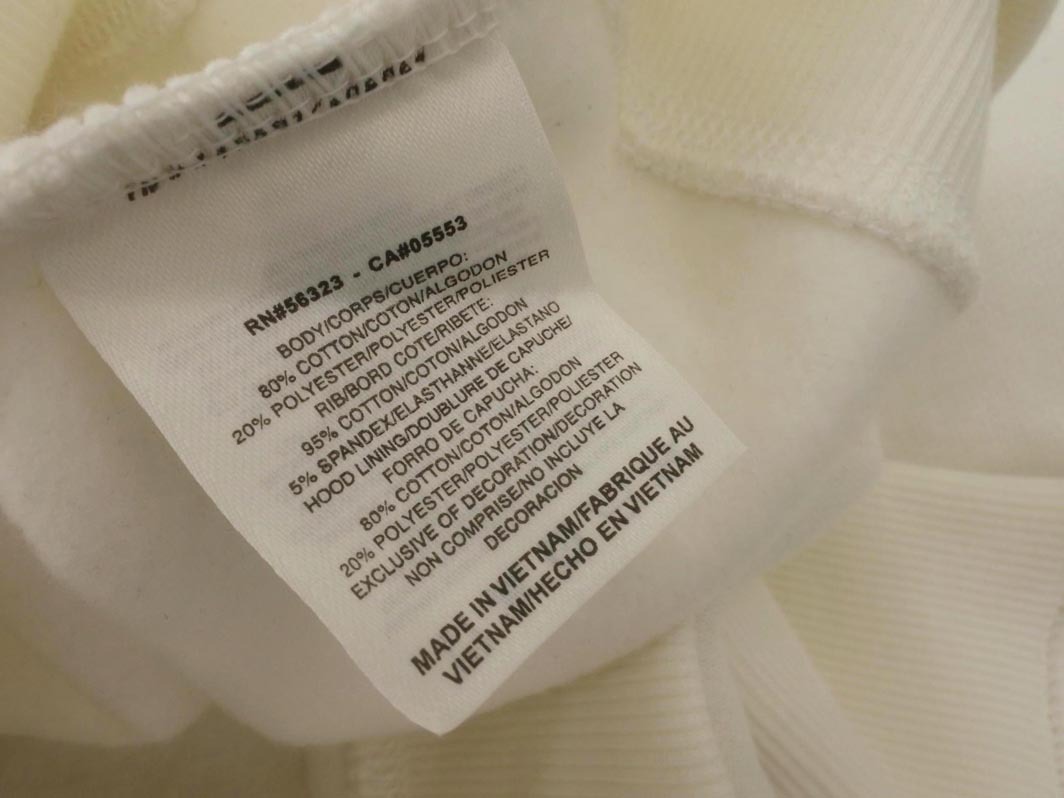 RN#56323 - CA#05553
BODY/CORPS/CUERPO:
80% COTTON/COTON/ALGODON
20% POLYESTER/POLYESTER/POLIESTER
RIB/BORD COTE/RIBETE:
95% COTTON/COTON/ALGODON
5% SPANDEX/ELASTHANNE/ELASTANO
HOOD LINING/DOUBLURE DE CAPUCHE/
FORRO DE CAPUCHA:
80% COTTON/COTON/ALGODON
20% POLYESTER/POLYESTER/POLIESTER
EXCLUSIVE OF DECORATION/DECORATION
NON COMPRISE/NO INCLUYE LA
DECORACION
MADE IN VIETNAM/FABRIQUE AU
VIETNAM/HECHO EN VIETNAM